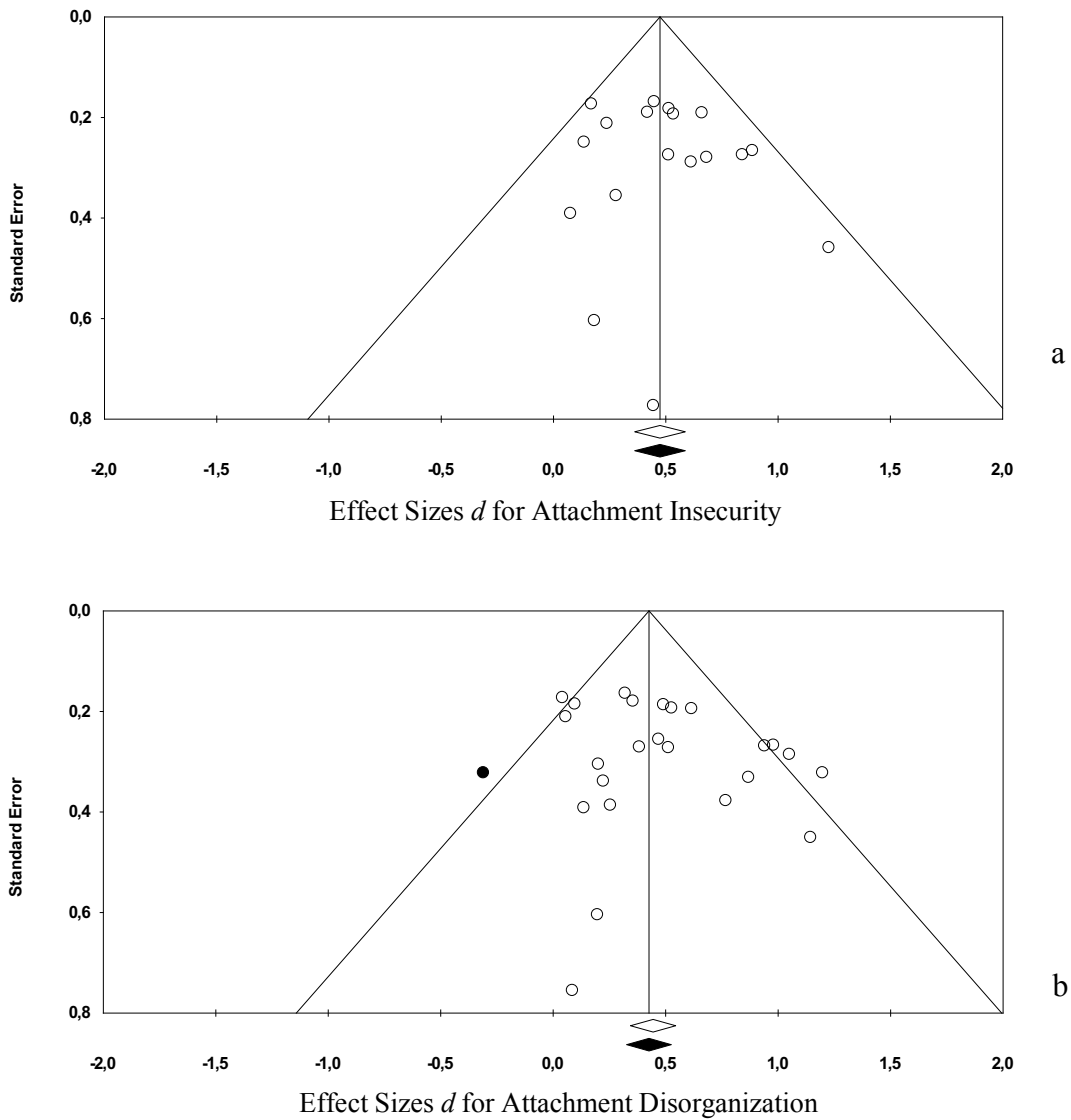 0,0
0,2
0,4
0,6
0,8
Standard Error
a
-2,0 -1,5 -1,0 -0,5 0,0 0,5 1,0 1,5 2,0
Effect Sizes d for Attachment Insecurity
0,0
0,2
0,4
0,6
0,8
Standard Error
b
-2,0 -1,5 -1,0 -0,5 0,0 0,5 1,0 1,5 2,0
Effect Sizes d for Attachment Disorganization